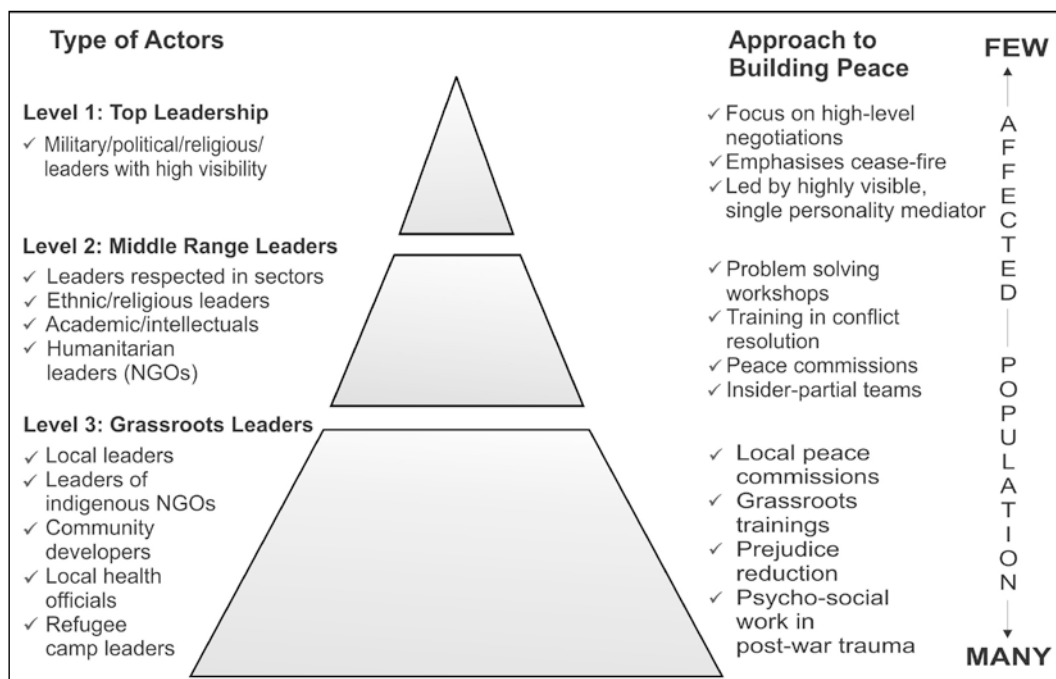 Type of Actors
Level 1: Top Leadership
✓ Military/political/religious/
leaders with high visibility
Level 2: Middle Range Leaders
✓ Leaders respected in sectors
✓ Ethnic/religious leaders
✓ Academic/intellectuals
✓ Humanitarian
leaders (NGOs)
Level 3: Grassroots Leaders
✓ Local leaders
✓ Leaders of
indigenous NGOs
✓ Community
developers
✓ Local health
officials
✓ Refugee
camp leaders
Approach to
Building Peace
✓ Focus on high-level
negotiations
✓ Emphasises cease-fire
✓ Led by highly visible,
single personality mediator
✓ Problem solving
workshops
✓ Training in conflict
resolution
✓ Peace commissions
✓ Insider-partial teams
✓ Local peace
commissions
✓ Grassroots
trainings
✓ Prejudice
reduction
✓ Psycho-social
work in
post-war trauma
FEW
AFFECTED
POPULATION
MANY